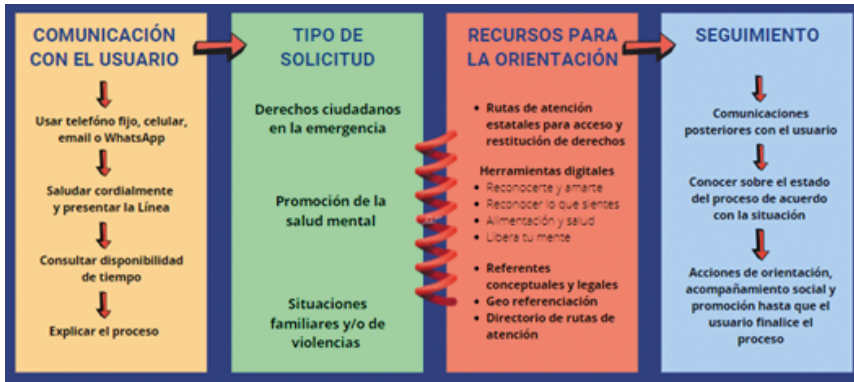 COMUNICACIÓN
CON EL USUARIO
Usar telefóno fijo, celular,
email o WhatsApp
Saludar cordialmente
y presentar la Línea
Consultar disponibilidad
de tiempo
Explicar el proceso
TIPO DE
SOLICITUD
Derechos ciudadanos
en la emergencia
Promoción de la
salud mental
Situaciones
familiares y/o de
violencias
RECURSOS PARA
LA ORIENTACIÓN
• Rutas de atención
estatales para acceso y
restitución de derechos
Herramientas digitales
• Reconocerte y amarte
• Reconocer lo que sientes
• Alimentación y salud
• Libera tu mente
• Referentes
conceptuales y legales
• Geo referenciación
• Directorio de rutas de
atención
SEGUIMIENTO
Comunicaciones
posteriores con el usuario
Conocer sobre el estado
del proceso de acuerdo
con la situación
Acciones de orientación,
acompañamiento social y
promoción hasta que el
usuario finalice el
proceso